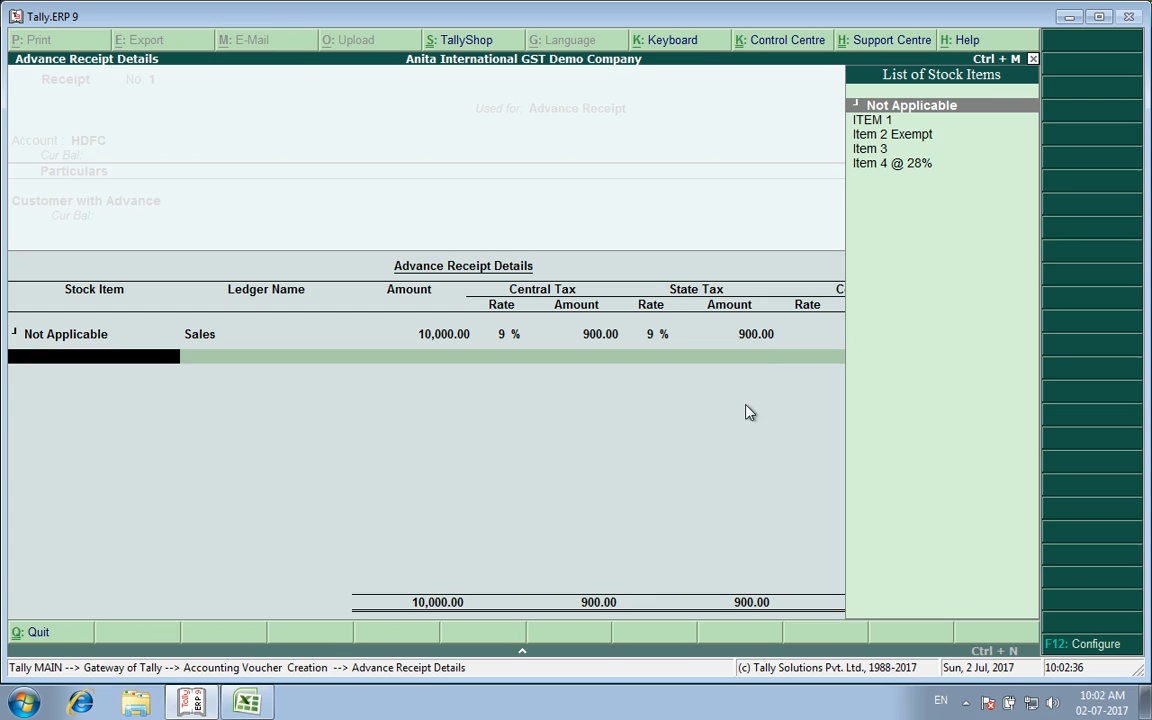 Tally.ERP 9
P: Print E: Export M: E-Mail O: Upload S: TallyShop G: Language K: Keyboard K: Control Centre H: Support Centre H: Help
Advance Receipt Details Anita International GST Demo Company Ctrl + M
Receipt No. 1
Used for: Advance Receipt
Account : HDFC
Cur Bal:
Particulars
Customer with Advance
Cur Bal:
List of Stock Items
Not Applicable
ITEM 1
Item 2 Exempt
Item 3
Item 4 @ 28%
Advance Receipt Details
Stock Item Ledger Name Amount Central Tax State Tax C
Rate Amount Rate Amount Rate
Not Applicable Sales 10,000.00 9 % 900.00 9 % 900.00
10,000.00 900.00 900.00
Q: Quit
F12: Configure
Ctrl + N
Tally MAIN --> Gateway of Tally --> Accounting Voucher Creation --> Advance Receipt Details (c) Tally Solutions Pvt. Ltd., 1988-2017 Sun, 2 Jul, 2017 10:02:36
Tally ERP 9
EN 10:02 AM
02-07-2017